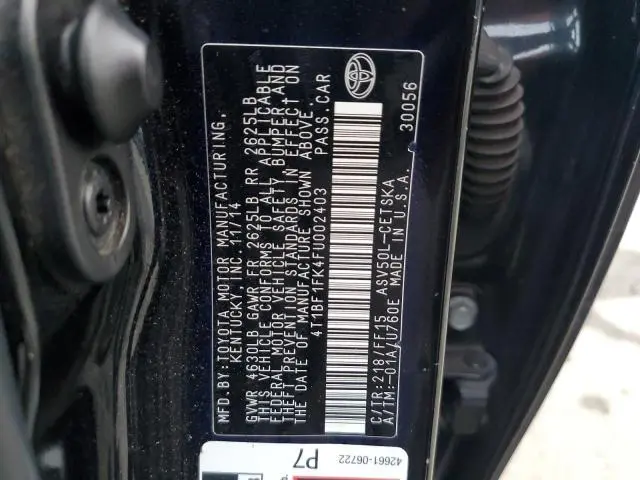 MFD.BY: TOYOTA MOTOR MANUFACTURING,
KENTUCKY, INC. 11/14
GVWR 4630LB GAWR FR 2625LB RR 2625LB
THIS VEHICLE CONFORMS TO ALL APPLICABLE
FEDERAL MOTOR VEHICLE SAFETY, BUMPER, AND
THEFT PREVENTION STANDARDS IN EFFECT ON
THE DATE OF MANUFACTURE SHOWN ABOVE.
4T1BF1FK4FU002403 PASS.CAR
C/TR:218/FF15 ASV50L-CETSKA 30056
A/TM:-01A/U760E MADE IN U.S.A.
42661-06722
P7